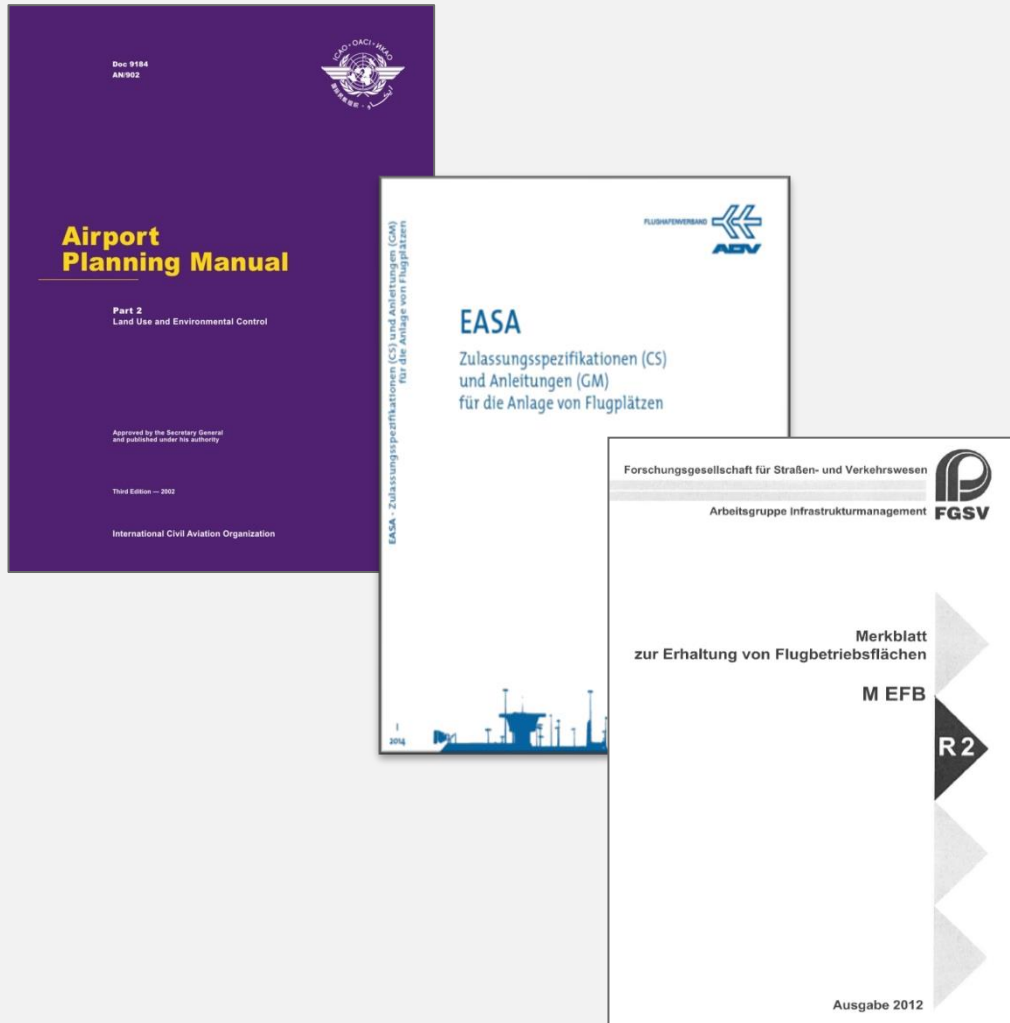 Doc 9184
AN/902
ICAO · OACI · ИКАО
Airport
Planning Manual
Part 2
Land Use and Environmental Control
Approved by the Secretary General
and published under his authority
Third Edition — 2002
International Civil Aviation Organization
EASA - Zulassungsspezifikationen (CS) und Anleitungen (GM)
für die Anlage von Flugplätzen
FLUGHAFENVERBAND
ADV
EASA
Zulassungsspezifikationen (CS)
und Anleitungen (GM)
für die Anlage von Flugplätzen
I
2014
Forschungsgesellschaft für Straßen- und Verkehrswesen
Arbeitsgruppe Infrastrukturmanagement
FGSV
Merkblatt
zur Erhaltung von Flugbetriebsflächen
M EFB
R 2
Ausgabe 2012